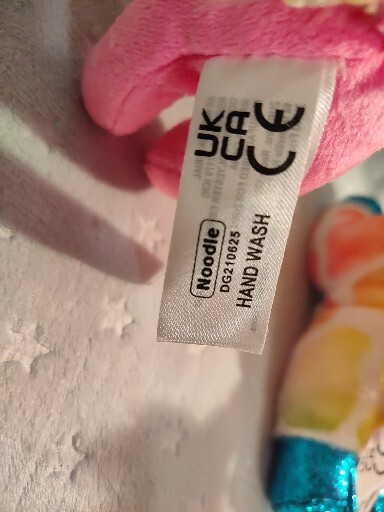 UK
CA
CE
Noodle
DG210625
HAND WASH